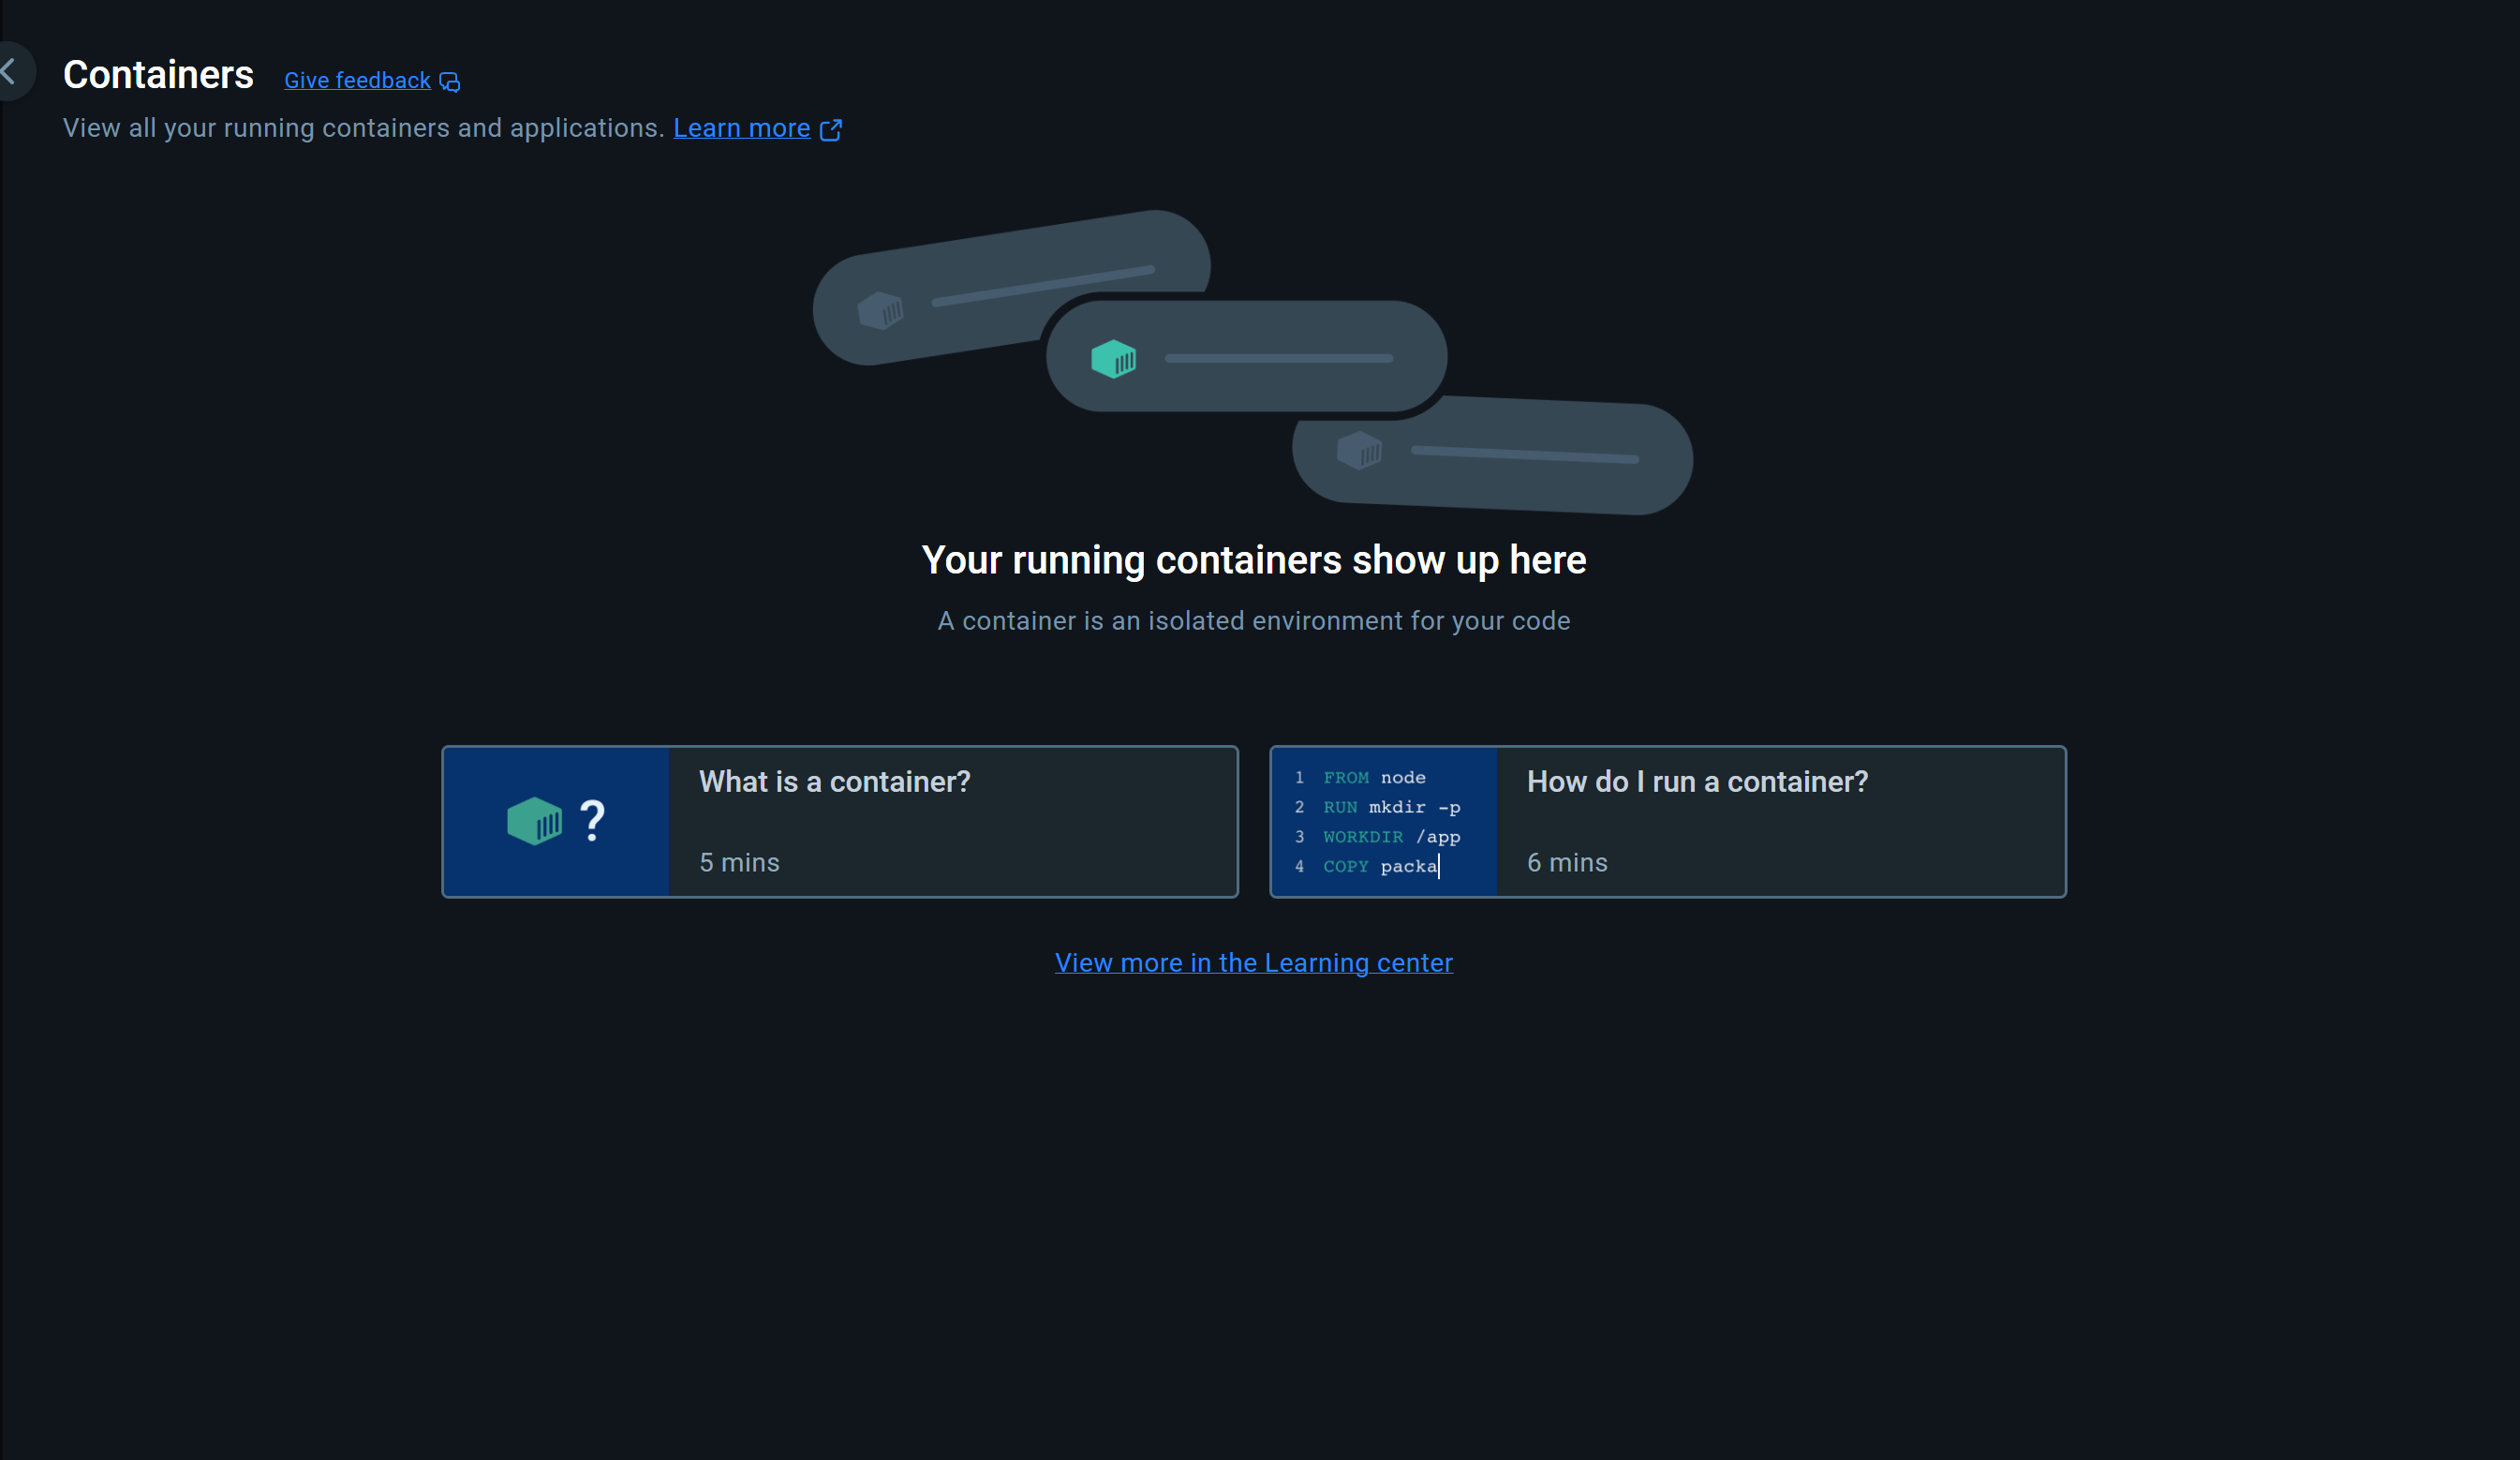 Containers Give feedback
View all your running containers and applications. Learn more
Your running containers show up here
A container is an isolated environment for your code
?
What is a container?
5 mins
1 FROM node
2 RUN mkdir -p
3 WORKDIR /app
4 COPY packa
How do I run a container?
6 mins
View more in the Learning center